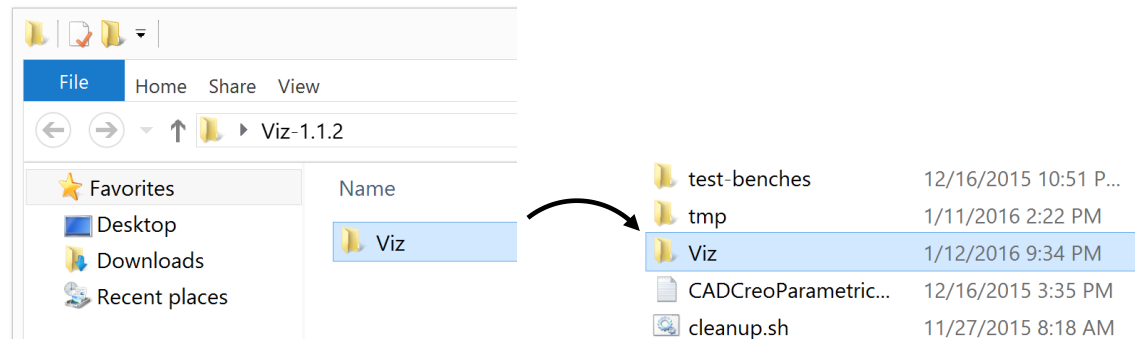 File Home Share View
Viz-1.1.2
Favorites
Desktop
Downloads
Recent places
Name
Viz
test-benches 12/16/2015 10:51 P...
tmp 1/11/2016 2:22 PM
Viz 1/12/2016 9:34 PM
CADCreoParametric... 12/16/2015 3:35 PM
cleanup.sh 11/27/2015 8:18 AM